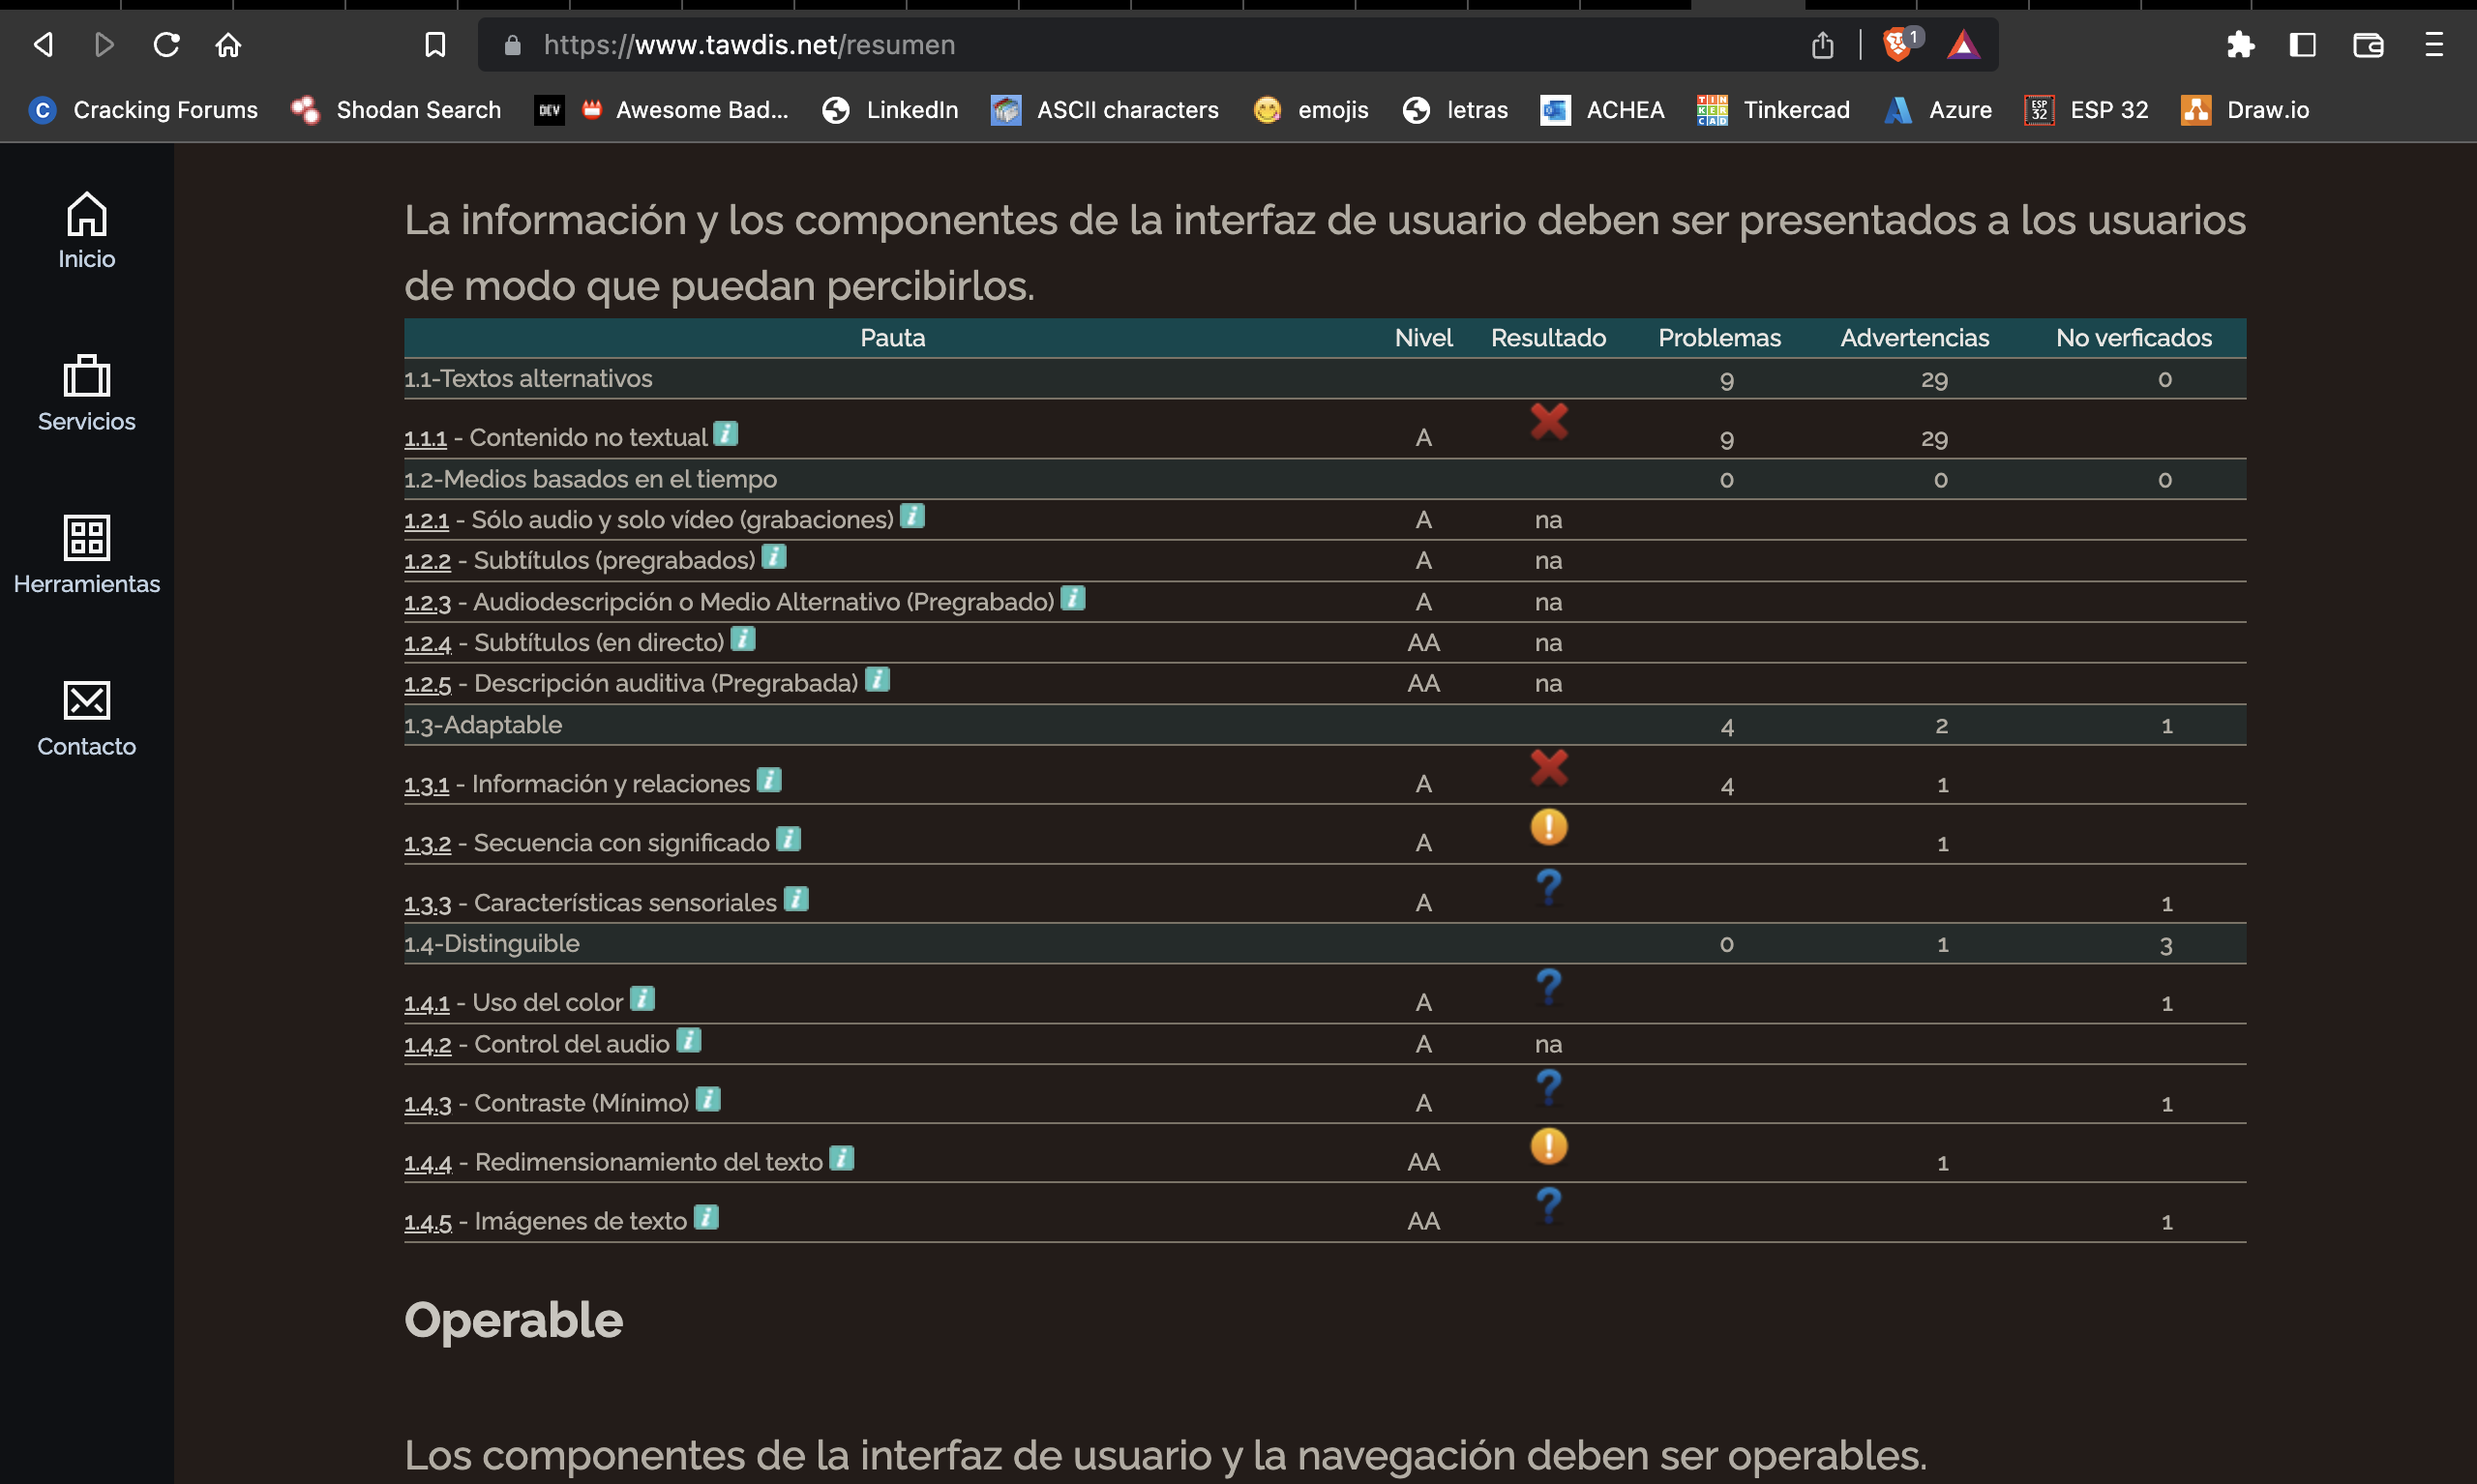 https://www.tawdis.net/resumen
1
Cracking Forums
Shodan Search
DEV
Awesome Bad...
LinkedIn
ASCII characters
emojis
letras
ACHEA
Tinkercad
Azure
ESP 32
Draw.io
Inicio
Servicios
Herramientas
Contacto
La información y los componentes de la interfaz de usuario deben ser presentados a los usuarios
de modo que puedan percibirlos.
Pauta Nivel Resultado Problemas Advertencias No verficados
1.1-Textos alternativos 9 29 0
1.1.1 - Contenido no textual i A 9 29
1.2-Medios basados en el tiempo 0 0 0
1.2.1 - Sólo audio y solo vídeo (grabaciones) i A na
1.2.2 - Subtítulos (pregrabados) i A na
1.2.3 - Audiodescripción o Medio Alternativo (Pregrabado) i A na
1.2.4 - Subtítulos (en directo) i AA na
1.2.5 - Descripción auditiva (Pregrabada) i AA na
1.3-Adaptable 4 2 1
1.3.1 - Información y relaciones i A 4 1
1.3.2 - Secuencia con significado i A ! 1
1.3.3 - Características sensoriales i A ? 1
1.4-Distinguible 0 1 3
1.4.1 - Uso del color i A ? 1
1.4.2 - Control del audio i A na
1.4.3 - Contraste (Mínimo) i A ? 1
1.4.4 - Redimensionamiento del texto i AA ! 1
1.4.5 - Imágenes de texto i AA ? 1
Operable
Los componentes de la interfaz de usuario y la navegación deben ser operables.